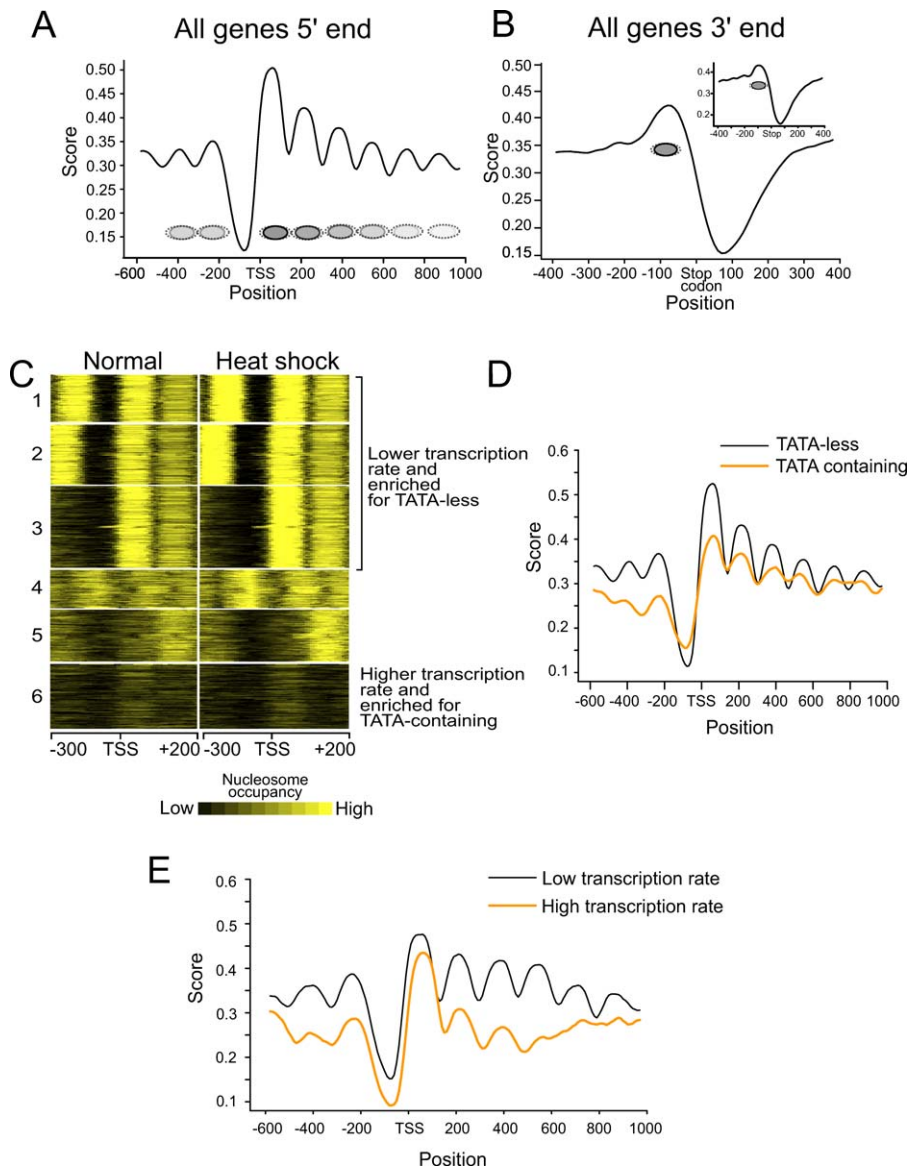 A
All genes 5' end
0.50
0.45
0.40
0.35
0.30
0.25
0.20
0.15
Score
-600 -400 -200 TSS 200 400 600 800 1000
Position
B
All genes 3' end
0.45
0.35
0.25
0.20
0.15
Score
-400 -300 -200 -100 Stop codon 100 200 300 400
Position
0.4
0.3
0.2
-400 -200 Stop 200 400
C
Normal Heat shock
1
2
3
4
5
6
Lower transcription
rate and
enriched
for TATA-less
Higher transcription
rate and
enriched for
TATA-containing
-300 TSS +200 -300 TSS +200
Nucleosome
occupancy
Low High
D
TATA-less
TATA containing
0.6
0.5
0.4
0.3
0.2
0.1
Score
-600 -400 -200 TSS 200 400 600 800 1000
Position
E
Low transcription rate
High transcription rate
0.6
0.5
0.4
0.3
0.2
0.1
Score
-600 -400 -200 TSS 200 400 600 800 1000
Position